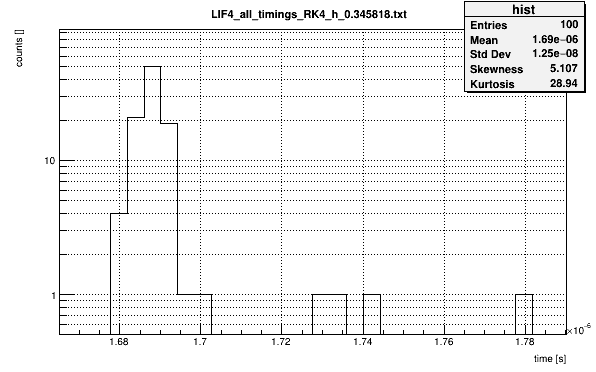 LIF4_all_timings_RK4_h_0.345818.txt
hist
Entries 100
Mean 1.69e−06
Std Dev 1.25e−08
Skewness 5.107
Kurtosis 28.94
counts []
10
1
1.68 1.7 1.72 1.74 1.76 1.78
×10⁻⁶
time [s]